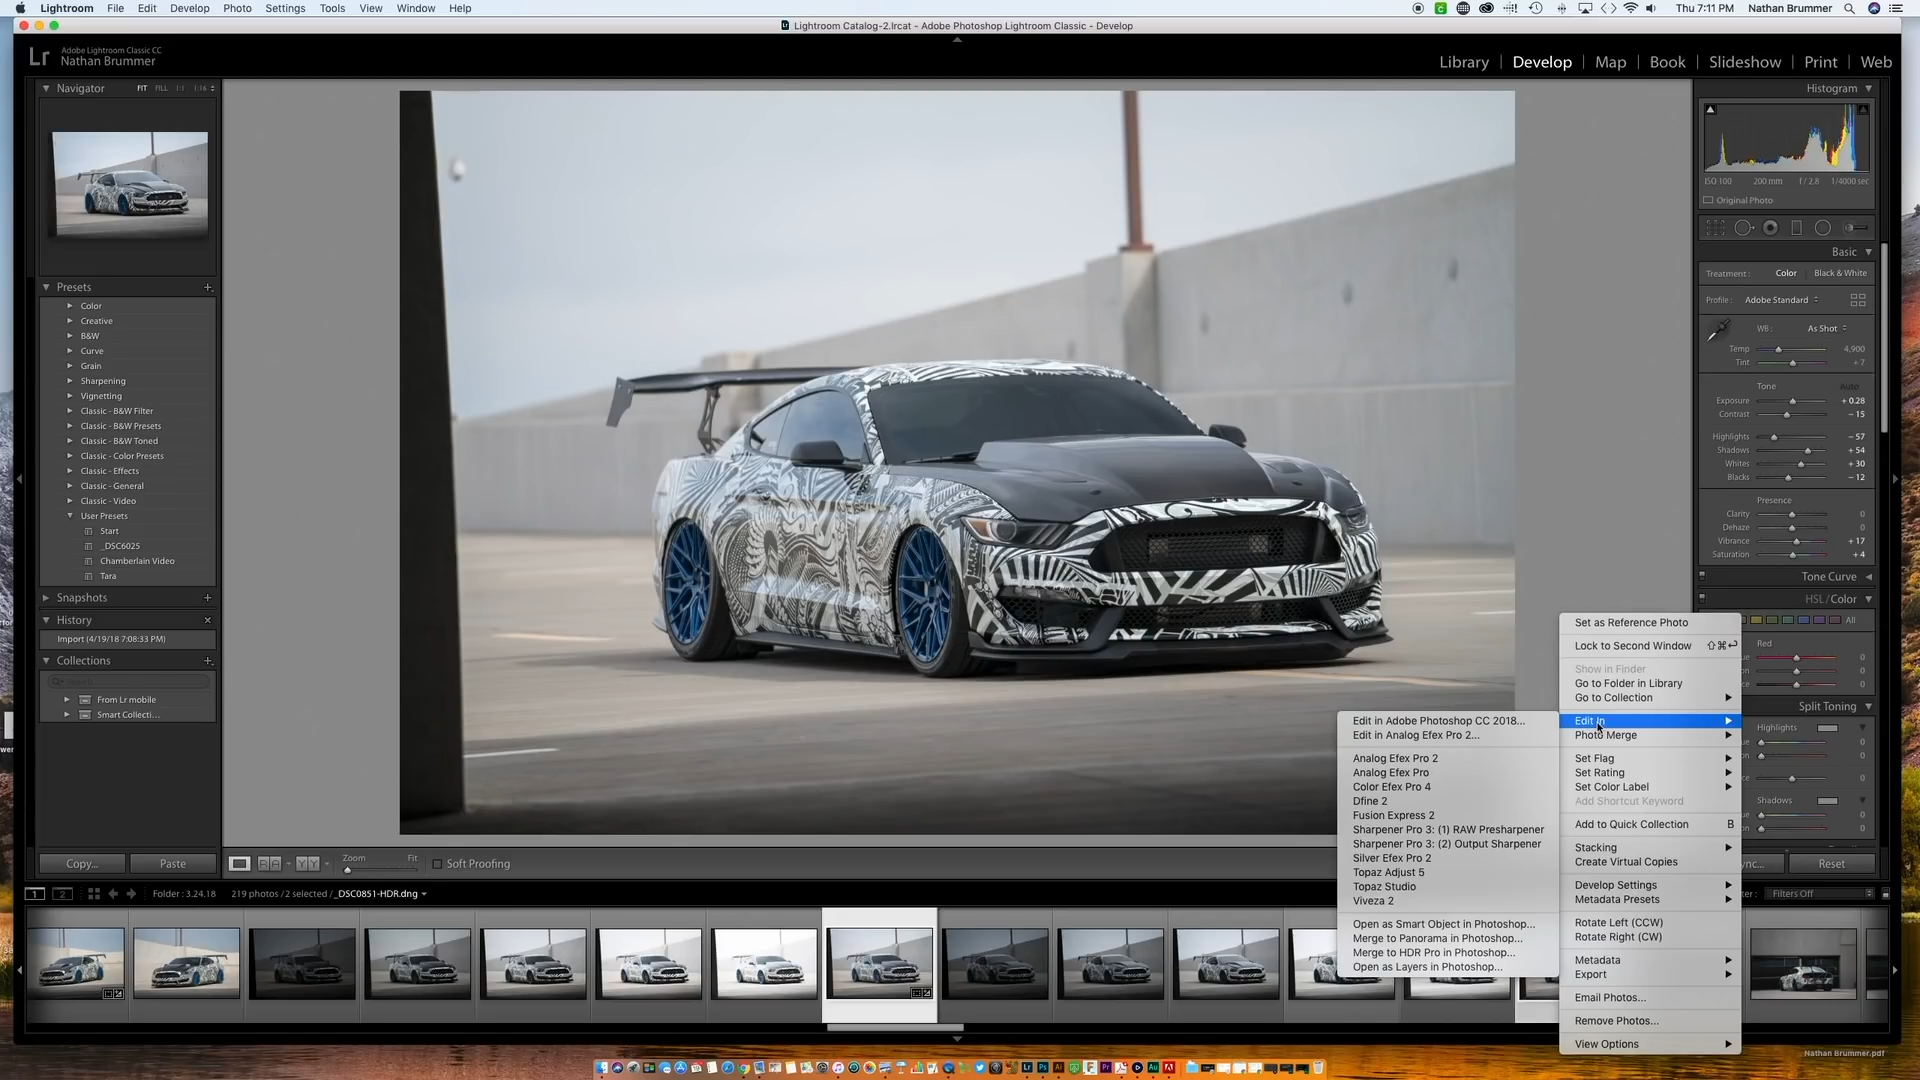 Lightroom File Edit Develop Photo Settings Tools View Window Help
Thu 7:11 PM Nathan Brummer
Lightroom Catalog-2.lrcat - Adobe Photoshop Lightroom Classic - Develop
Lr
Adobe Lightroom Classic CC
Nathan Brummer
Library | Develop | Map | Book | Slideshow | Print | Web
Navigator FIT FILL 1:1 1:16
Presets +
Color
Creative
B&W
Curve
Grain
Sharpening
Vignetting
Classic - B&W Filter
Classic - B&W Presets
Classic - B&W Toned
Classic - Color Presets
Classic - Effects
Classic - General
Classic - Video
User Presets
Start
_DSC6025
Chamberlain Video
Tara
Snapshots +
History ×
Import (4/19/18 7:08:33 PM)
Collections +
From Lr mobile
Smart Collecti...
Copy... Paste
Zoom Fit
Soft Proofing
Histogram
ISO 100 200 mm f / 2.8 1/4000 sec
Original Photo
Basic
Treatment : Color Black & White
Profile : Adobe Standard
WB : As Shot
Temp 4,900
Tint + 7
Tone Auto
Exposure + 0.28
Contrast – 15
Highlights – 57
Shadows + 54
Whites + 30
Blacks – 12
Presence
Clarity 0
Dehaze 0
Vibrance + 17
Saturation + 4
Tone Curve
HSL / Color
All
Red
0
0
0
Split Toning
Highlights
0
0
0
Shadows
0
0
Reset
Filters Off
Set as Reference Photo
Lock to Second Window ⇧⌘↩
Show in Finder
Go to Folder in Library
Go to Collection
Edit In
Photo Merge
Set Flag
Set Rating
Set Color Label
Add Shortcut Keyword
Add to Quick Collection B
Stacking
Create Virtual Copies
Develop Settings
Metadata Presets
Rotate Left (CCW)
Rotate Right (CW)
Metadata
Export
Email Photos...
Remove Photos...
View Options
Edit in Adobe Photoshop CC 2018...
Edit in Analog Efex Pro 2...
Analog Efex Pro 2
Analog Efex Pro
Color Efex Pro 4
Dfine 2
Fusion Express 2
Sharpener Pro 3: (1) RAW Presharpener
Sharpener Pro 3: (2) Output Sharpener
Silver Efex Pro 2
Topaz Adjust 5
Topaz Studio
Viveza 2
Open as Smart Object in Photoshop...
Merge to Panorama in Photoshop...
Merge to HDR Pro in Photoshop...
Open as Layers in Photoshop...
1 2 Folder : 3.24.18 219 photos /2 selected /_DSC0851-HDR.dng
Nathan Brummer.pdf